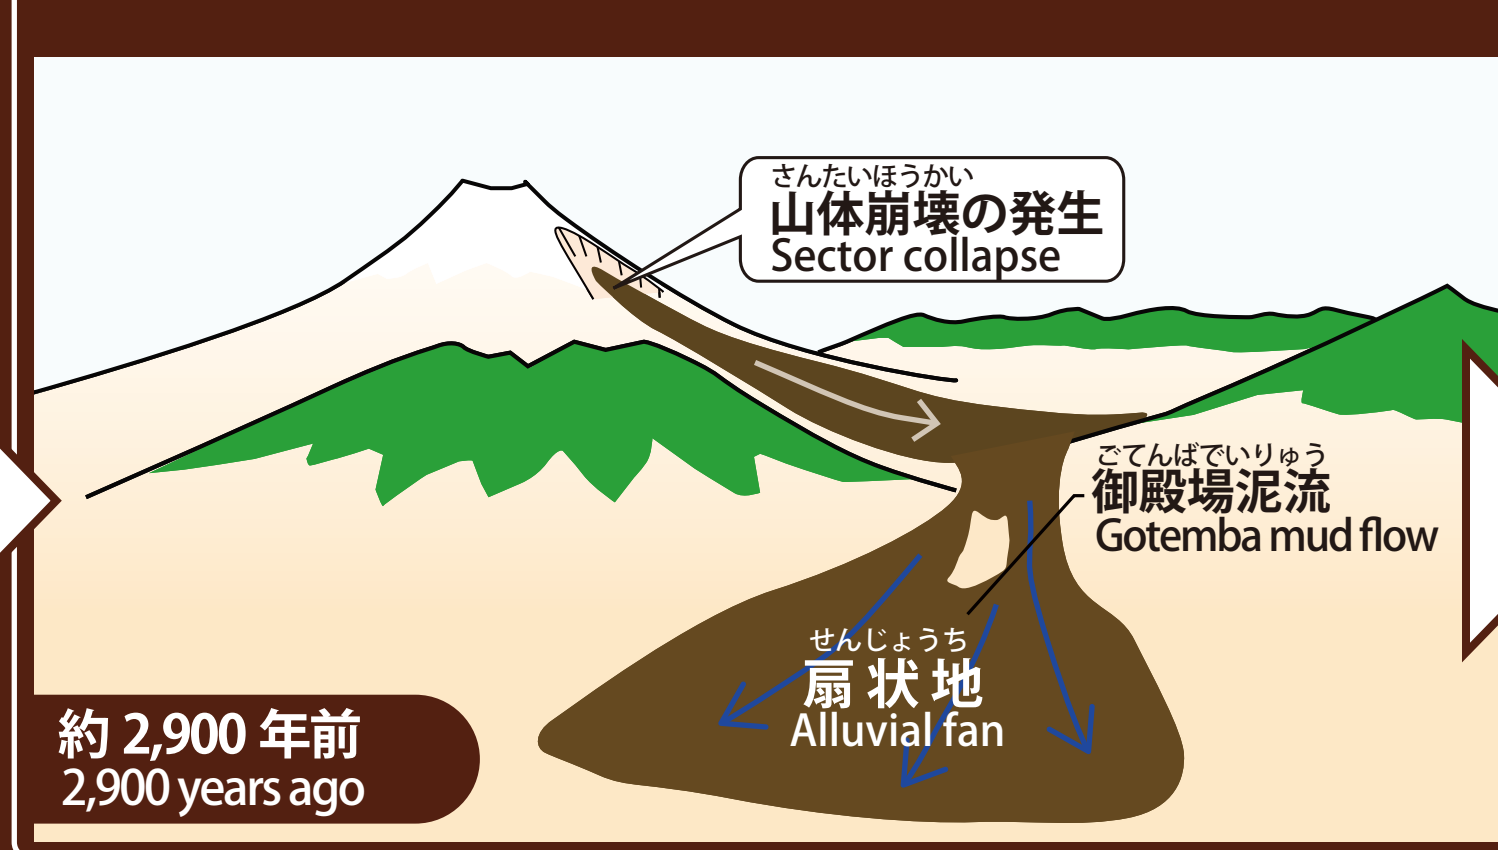 さんたいほうかい
山体崩壊の発生
Sector collapse
ごてんばでいりゅう
御殿場泥流
Gotemba mud flow
せんじょうち
扇状地
Alluvial fan
約 2,900 年前
2,900 years ago